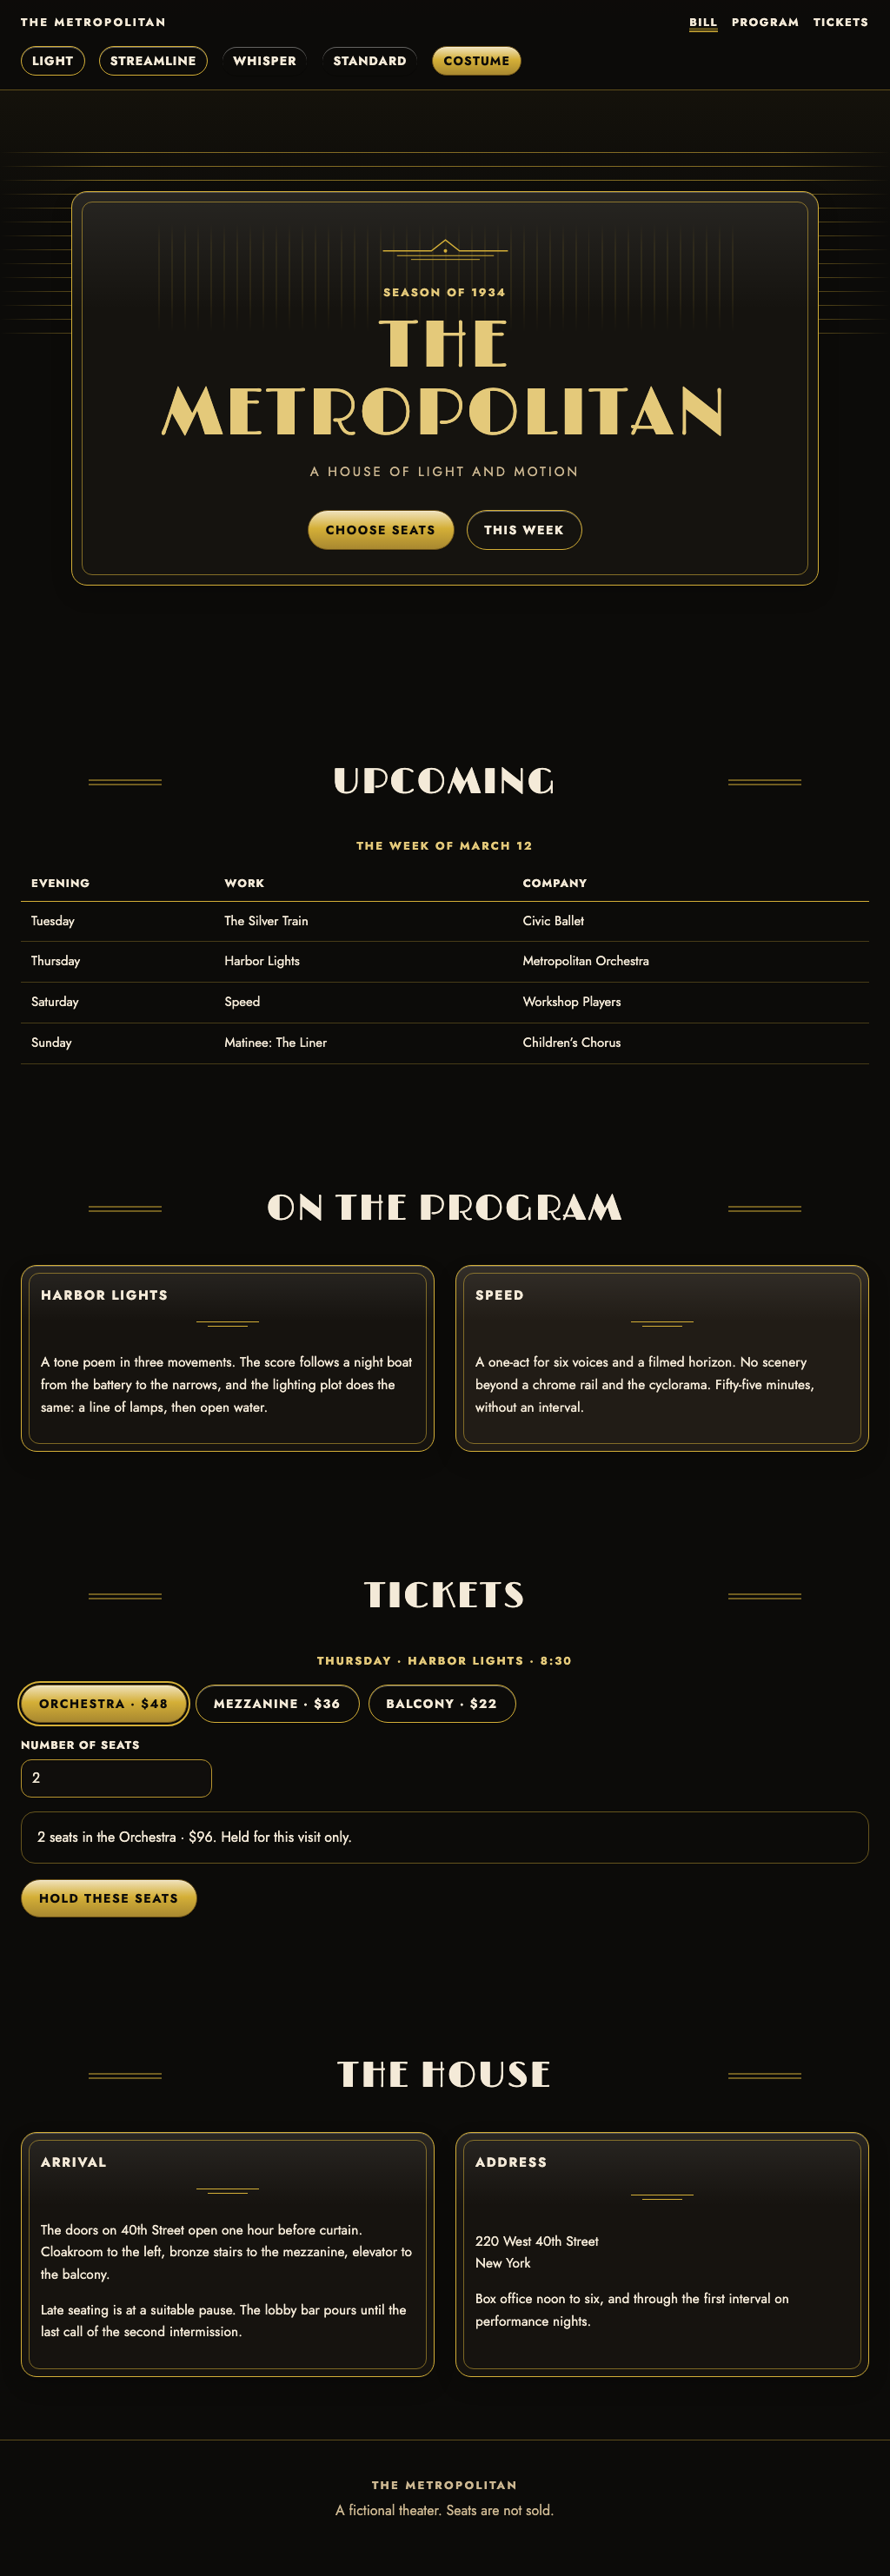 THE METROPOLITAN
BILL PROGRAM TICKETS
LIGHT STREAMLINE WHISPER STANDARD COSTUME
SEASON OF 1934
THE
METROPOLITAN
A HOUSE OF LIGHT AND MOTION
CHOOSE SEATS THIS WEEK
UPCOMING
THE WEEK OF MARCH 12
EVENING WORK COMPANY
Tuesday The Silver Train Civic Ballet
Thursday Harbor Lights Metropolitan Orchestra
Saturday Speed Workshop Players
Sunday Matinee: The Liner Children’s Chorus
ON THE PROGRAM
HARBOR LIGHTS
A tone poem in three movements. The score follows a night boat
from the battery to the narrows, and the lighting plot does the
same: a line of lamps, then open water.
SPEED
A one-act for six voices and a filmed horizon. No scenery
beyond a chrome rail and the cyclorama. Fifty-five minutes,
without an interval.
TICKETS
THURSDAY · HARBOR LIGHTS · 8:30
ORCHESTRA · $48 MEZZANINE · $36 BALCONY · $22
NUMBER OF SEATS
2
2 seats in the Orchestra · $96. Held for this visit only.
HOLD THESE SEATS
THE HOUSE
ARRIVAL
The doors on 40th Street open one hour before curtain.
Cloakroom to the left, bronze stairs to the mezzanine, elevator to
the balcony.
Late seating is at a suitable pause. The lobby bar pours until the
last call of the second intermission.
ADDRESS
220 West 40th Street
New York
Box office noon to six, and through the first interval on
performance nights.
THE METROPOLITAN
A fictional theater. Seats are not sold.